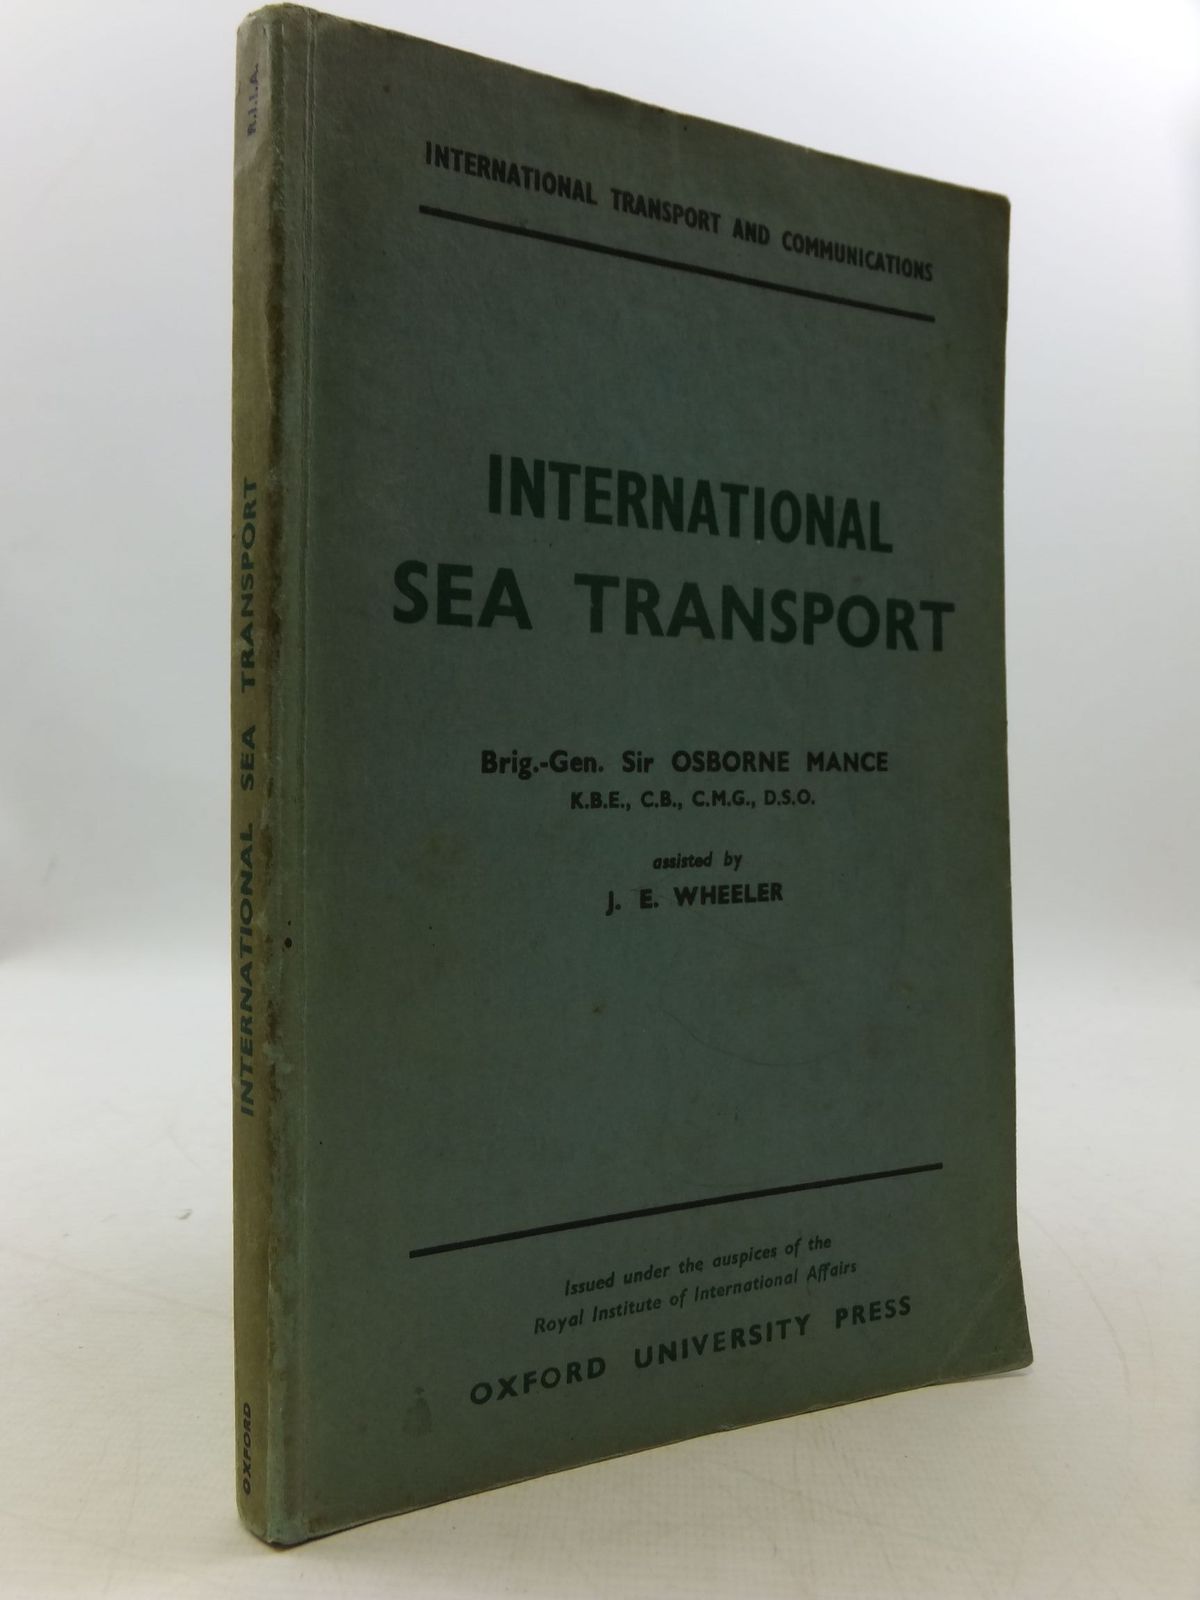 INTERNATIONAL TRANSPORT AND COMMUNICATIONS
INTERNATIONAL
SEA TRANSPORT
Brig.-Gen. Sir OSBORNE MANCE
K.B.E., C.B., C.M.G., D.S.O.
assisted by
J. E. WHEELER
Issued under the auspices of the
Royal Institute of International Affairs
OXFORD UNIVERSITY PRESS
OXFORD
INTERNATIONAL SEA TRANSPORT
R.I.I.A.